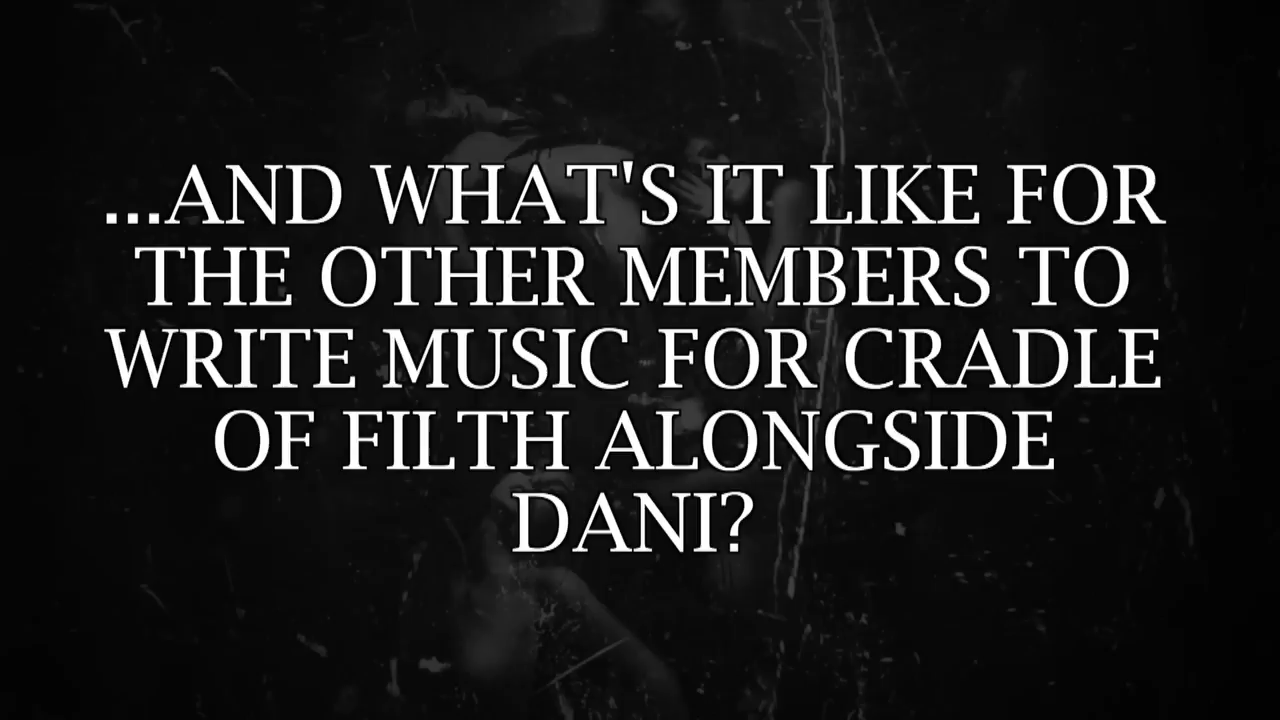 ...AND WHAT'S IT LIKE FOR
THE OTHER MEMBERS TO
WRITE MUSIC FOR CRADLE
OF FILTH ALONGSIDE
DANI?